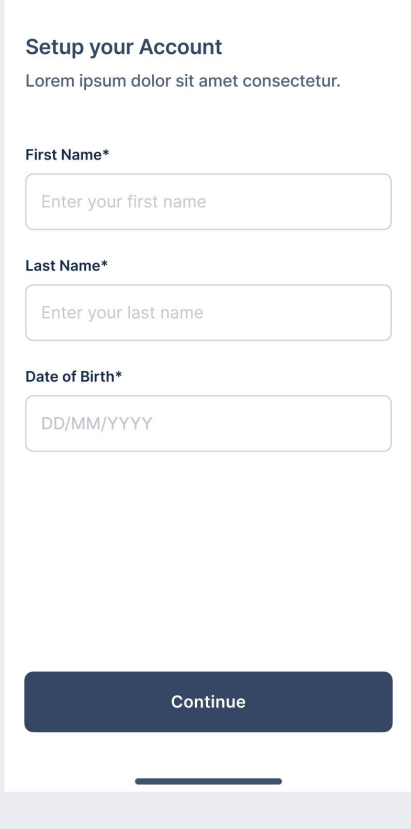 Setup your Account
Lorem ipsum dolor sit amet consectetur.
First Name*
Enter your first name
Last Name*
Enter your last name
Date of Birth*
DD/MM/YYYY
Continue